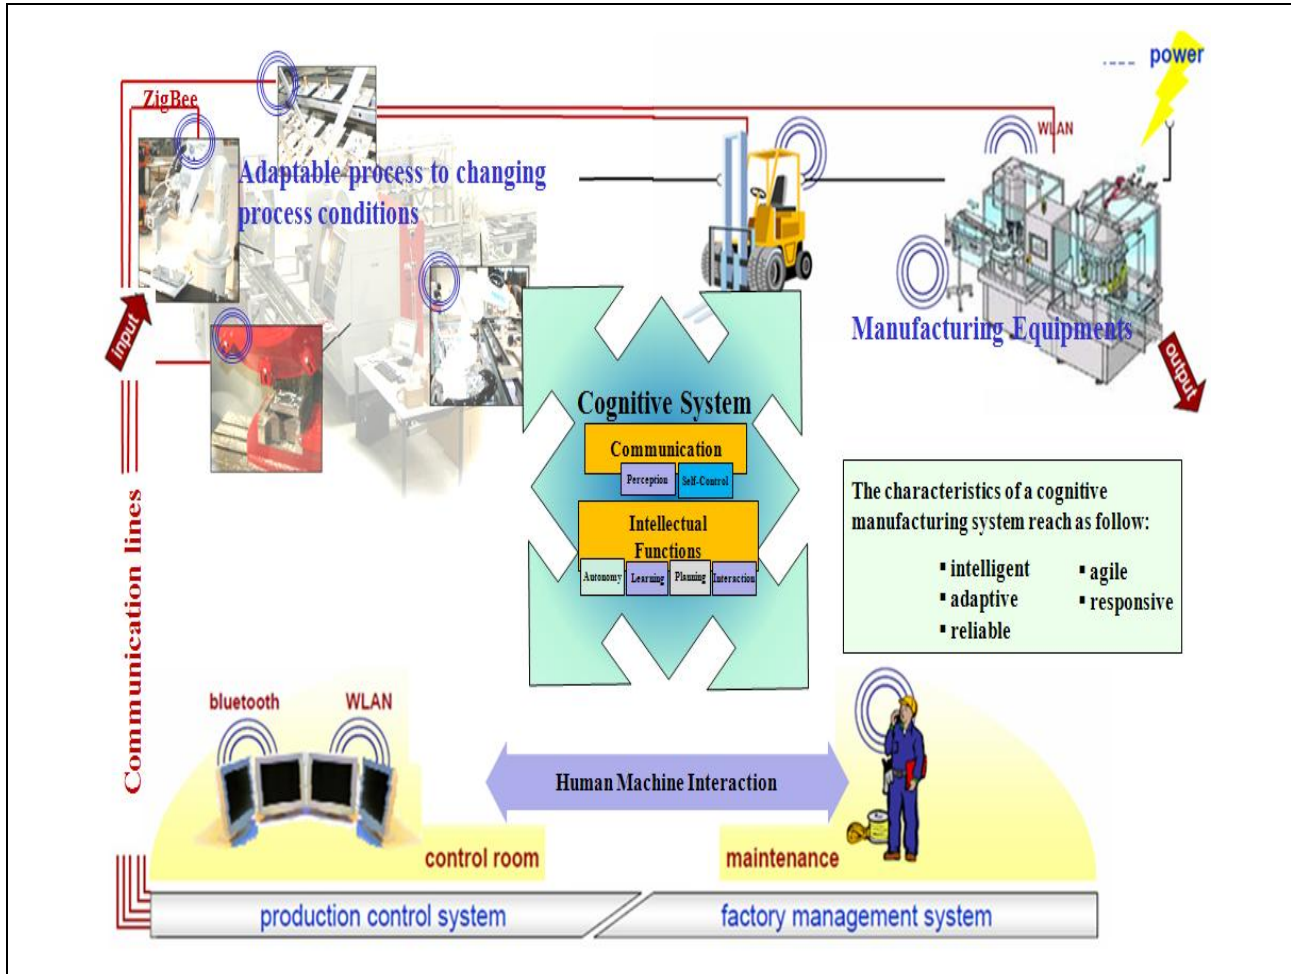 power
ZigBee
WLAN
Adaptable process to changing
process conditions
input
Manufacturing Equipments
output
Cognitive System
Communication
Perception
Self-Control
Intellectual
Functions
Autonomy
Learning
Planning
Interaction
The characteristics of a cognitive
manufacturing system reach as follow:
▪ intelligent
▪ adaptive
▪ reliable
▪ agile
▪ responsive
Communication lines
bluetooth
WLAN
Human Machine Interaction
control room
maintenance
production control system
factory management system